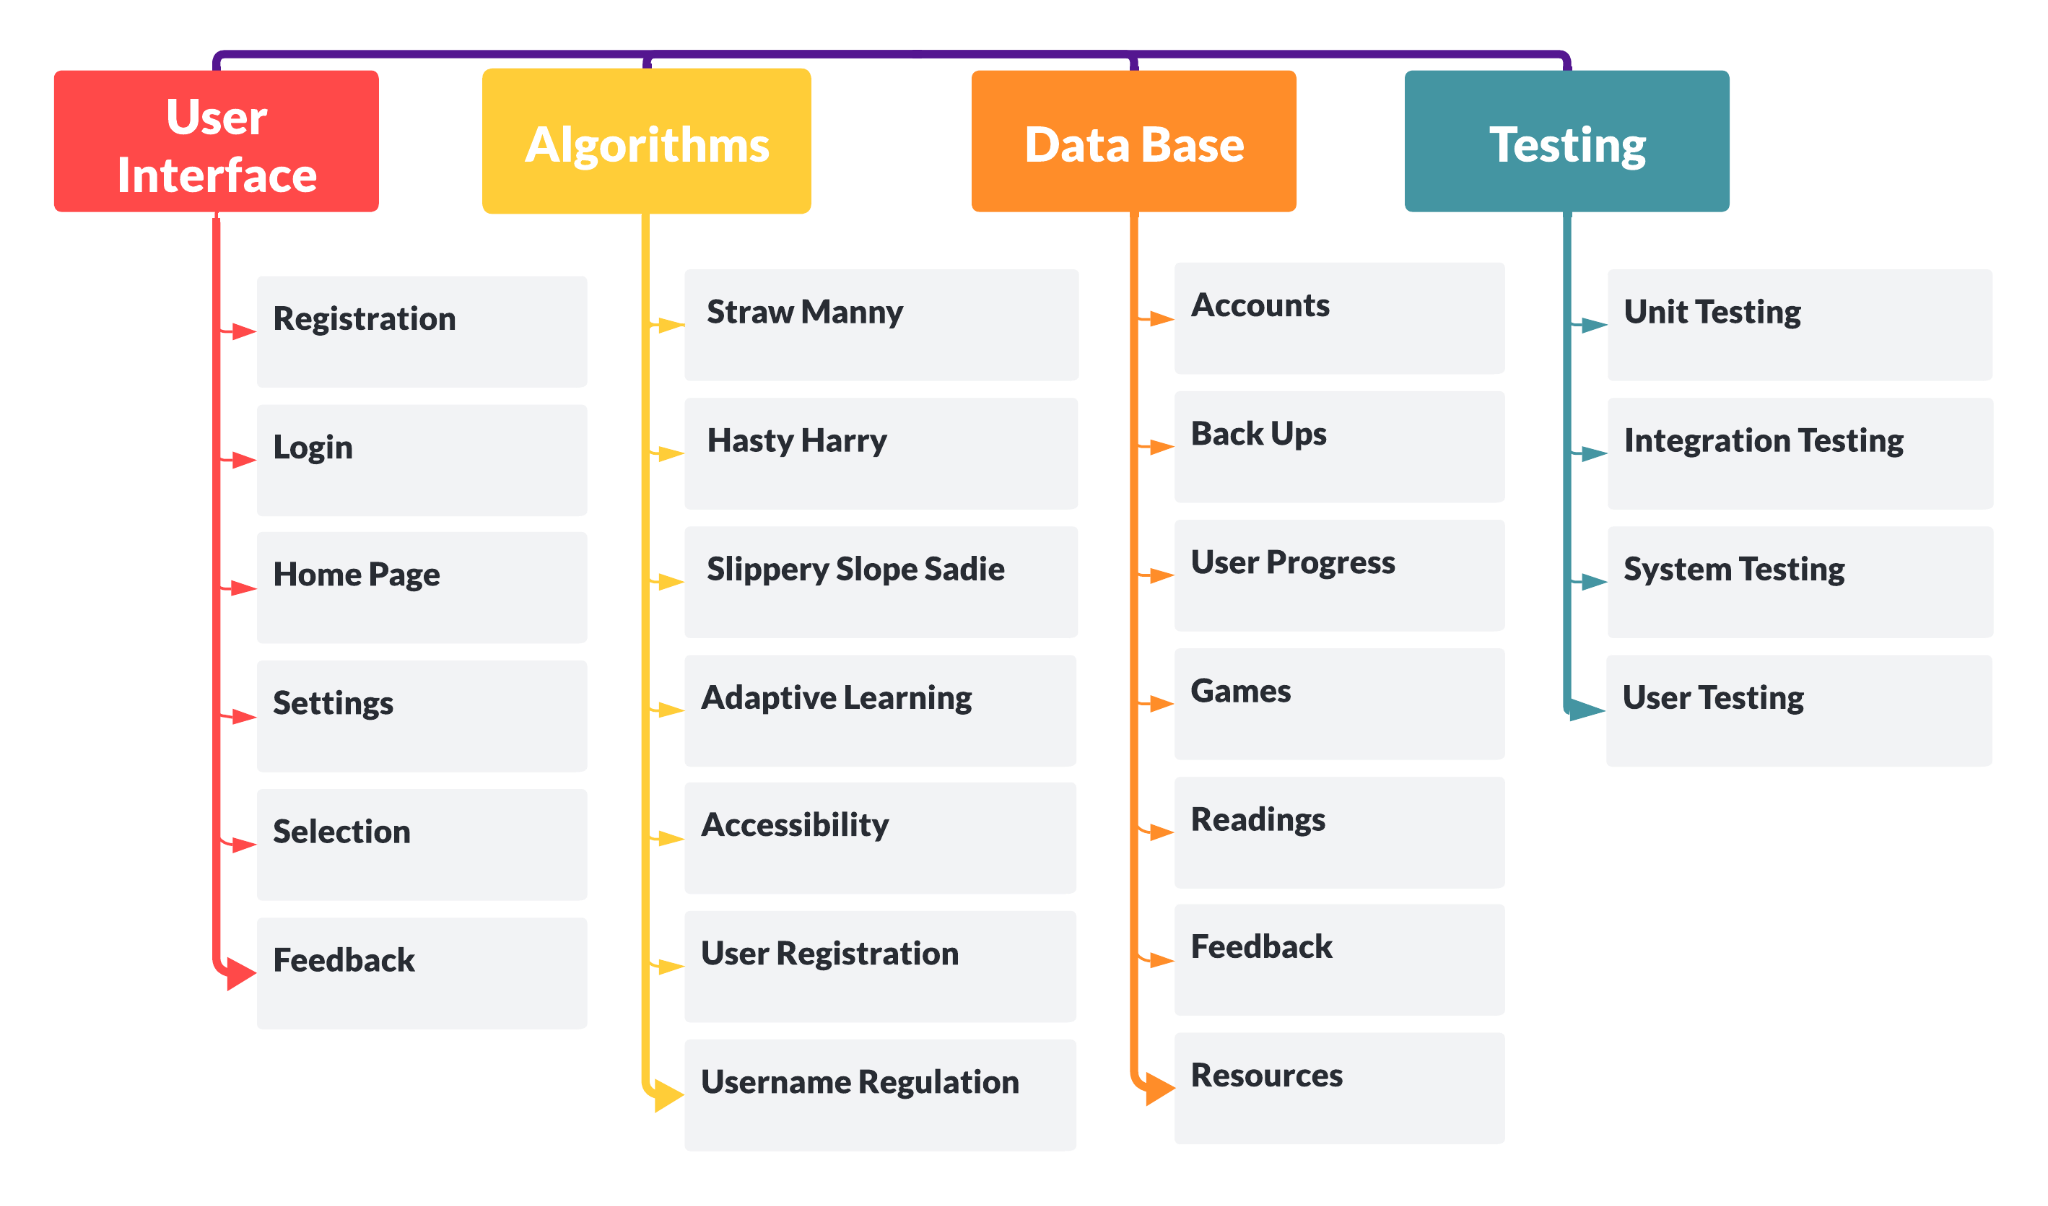 User
Interface
Registration
Login
Home Page
Settings
Selection
Feedback
Algorithms
Straw Manny
Hasty Harry
Slippery Slope Sadie
Adaptive Learning
Accessibility
User Registration
Username Regulation
Data Base
Accounts
Back Ups
User Progress
Games
Readings
Feedback
Resources
Testing
Unit Testing
Integration Testing
System Testing
User Testing